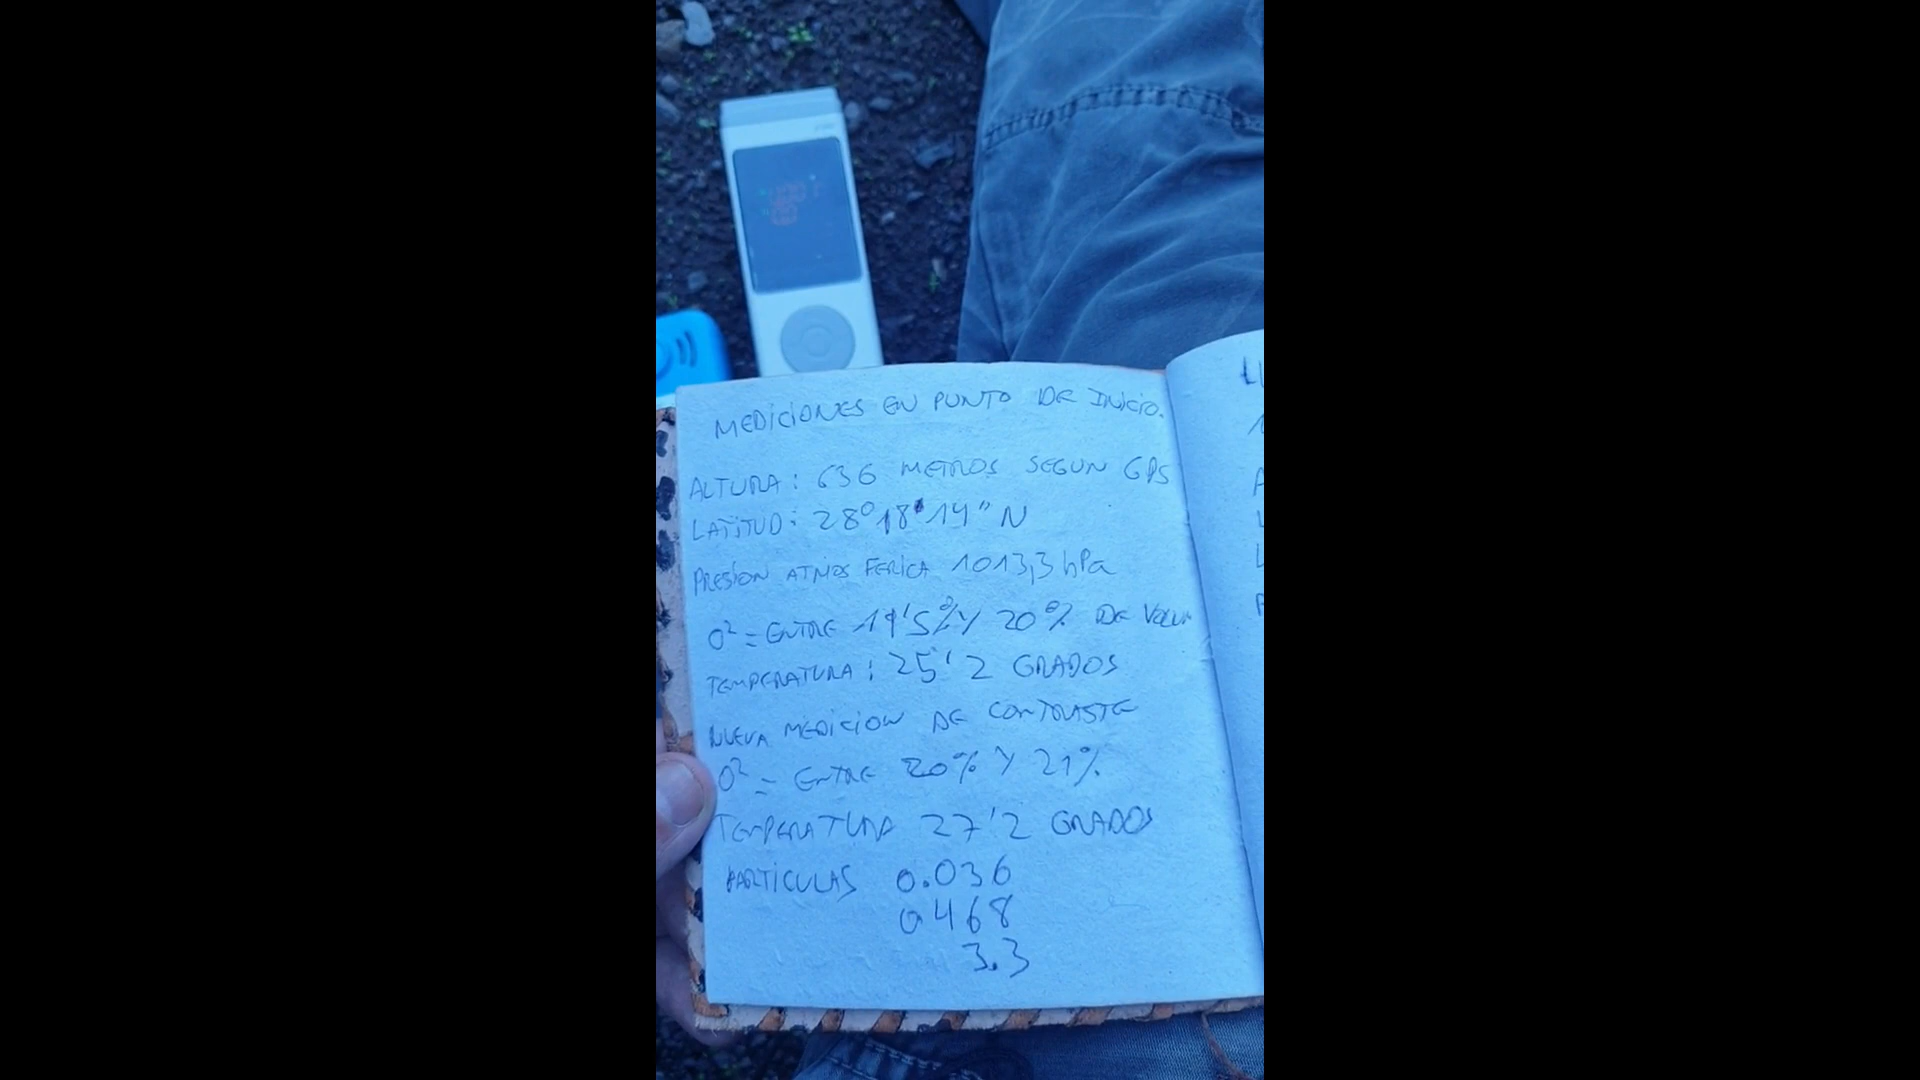 MEDICIONES EN PUNTO DE INICIO.
ALTURA: 636 METROS SEGUN GPS
LATITUD: 28° 18' 14" N
PRESION ATMOSFERICA 1013,3 hPa
O² = ENTRE 19'5% Y 20% DE VOLUM
TEMPERATURA: 25'2 GRADOS
NUEVA MEDICION DE CONTRASTE
O² = ENTRE 20% Y 21%
TEMPERATURA 27'2 GRADOS
PARTICULAS 0.036
0468
3.3